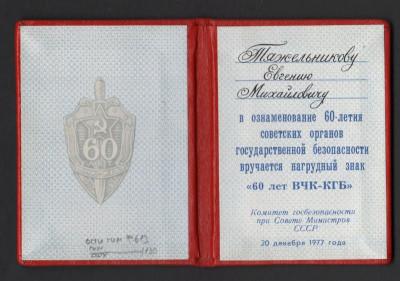 60
Тяжельникову
Евгению
Михайловичу
в ознаменование 60-летия
советских органов
государственной безопасности
вручается нагрудный знак
«60 лет ВЧК-КГБ»
Комитет госбезопасности
при Совете Министров
СССР
20 декабря 1977 года